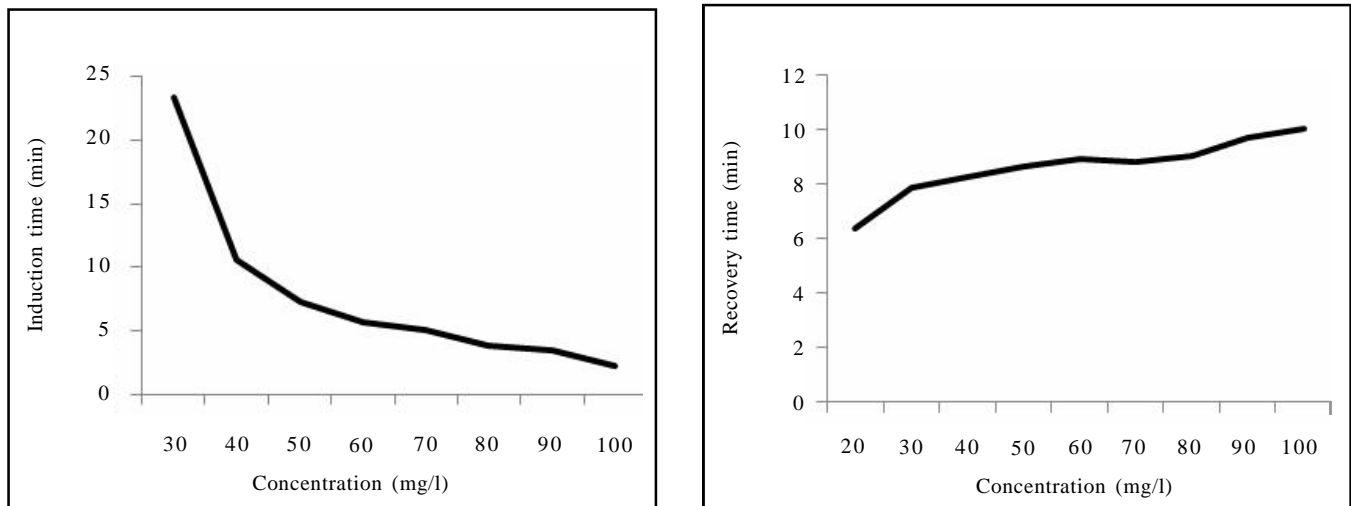 Induction time (min)
25
20
15
10
5
0
30 40 50 60 70 80 90 100
Concentration (mg/l)
Recovery time (min)
12
10
8
6
4
2
0
20 30 40 50 60 70 80 90 100
Concentration (mg/l)